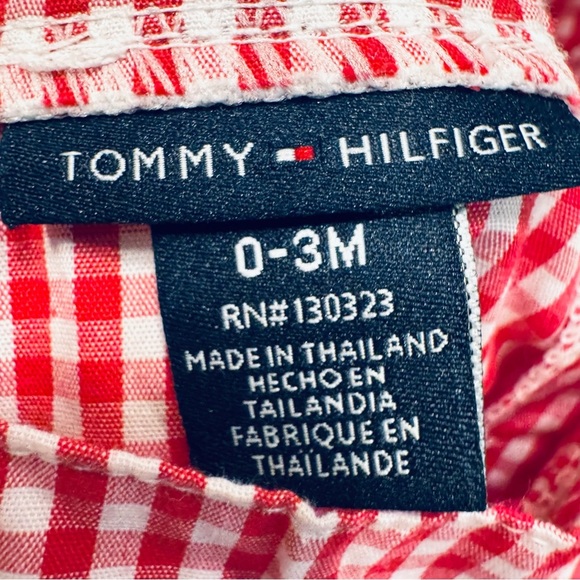 TOMMY HILFIGER
0-3M
RN#130323
MADE IN THAILAND
HECHO EN
TAILANDIA
FABRIQUE EN
THAÏLANDE